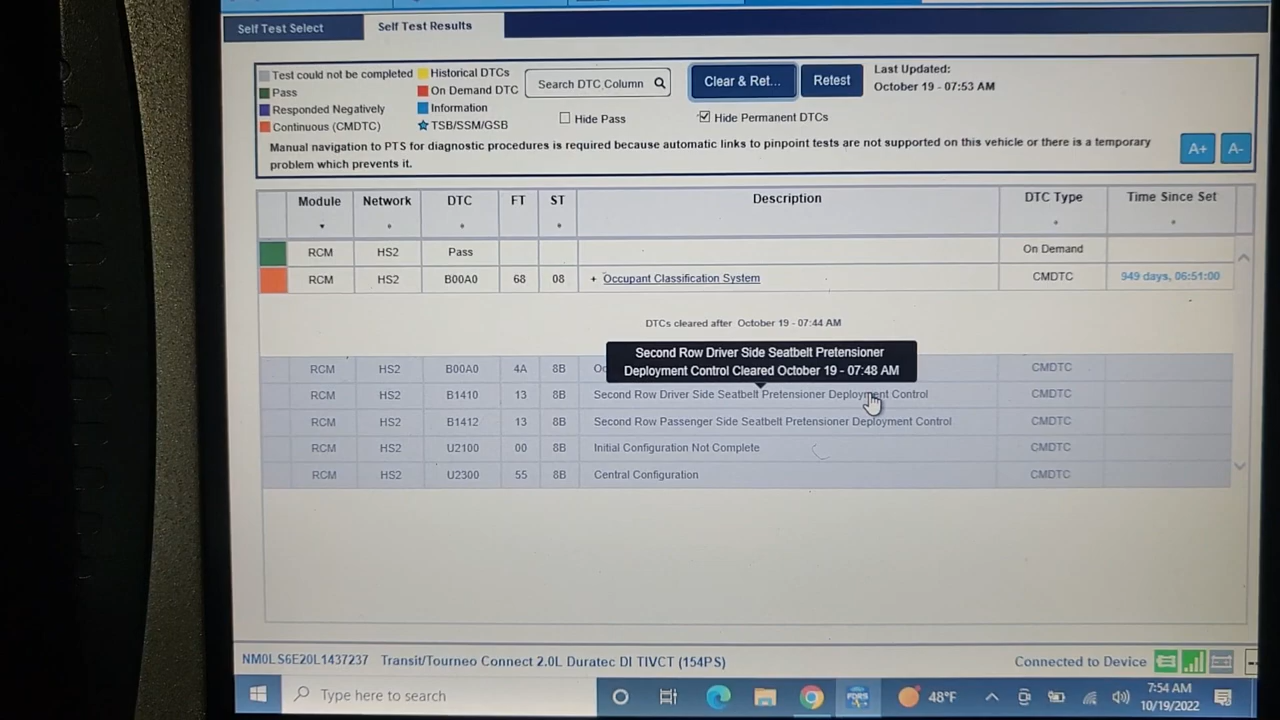 Self Test Select
Self Test Results
Test could not be completed
Pass
Responded Negatively
Continuous (CMDTC)
Historical DTCs
On Demand DTC
Information
TSB/SSM/GSB
Search DTC Column
Hide Pass
Clear & Ret...
Retest
Hide Permanent DTCs
Last Updated:
October 19 - 07:53 AM
Manual navigation to PTS for diagnostic procedures is required because automatic links to pinpoint tests are not supported on this vehicle or there is a temporary
problem which prevents it.
A+ A-
Module Network DTC FT ST Description DTC Type Time Since Set
RCM HS2 Pass On Demand
RCM HS2 B00A0 68 08 + Occupant Classification System CMDTC 949 days, 06:51:00
DTCs cleared after October 19 - 07:44 AM
Second Row Driver Side Seatbelt Pretensioner
Deployment Control Cleared October 19 - 07:48 AM
RCM HS2 B00A0 4A 8B CMDTC
RCM HS2 B1410 13 8B Second Row Driver Side Seatbelt Pretensioner Deployment Control CMDTC
RCM HS2 B1412 13 8B Second Row Passenger Side Seatbelt Pretensioner Deployment Control CMDTC
RCM HS2 U2100 00 8B Initial Configuration Not Complete CMDTC
RCM HS2 U2300 55 8B Central Configuration CMDTC
NM0LS6E20L1437237 Transit/Tourneo Connect 2.0L Duratec DI TIVCT (154PS)
Connected to Device
Type here to search
FDRS
48°F
7:54 AM
10/19/2022